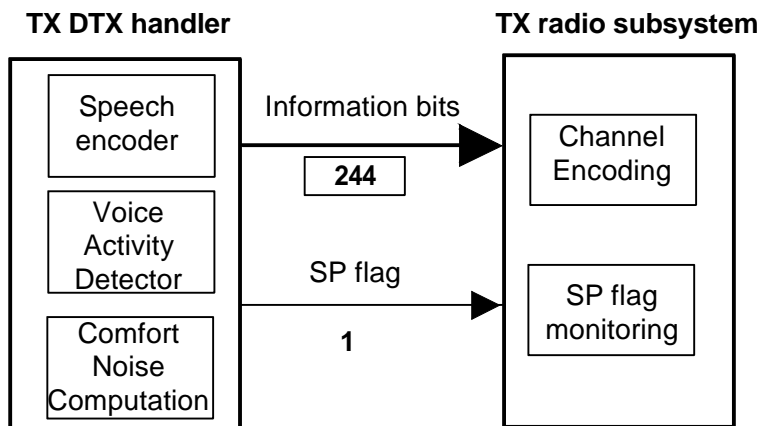 TX DTX handler
TX radio subsystem
Speech
encoder
Information bits
244
Channel
Encoding
Voice
Activity
Detector
SP flag
1
SP flag
monitoring
Comfort
Noise
Computation